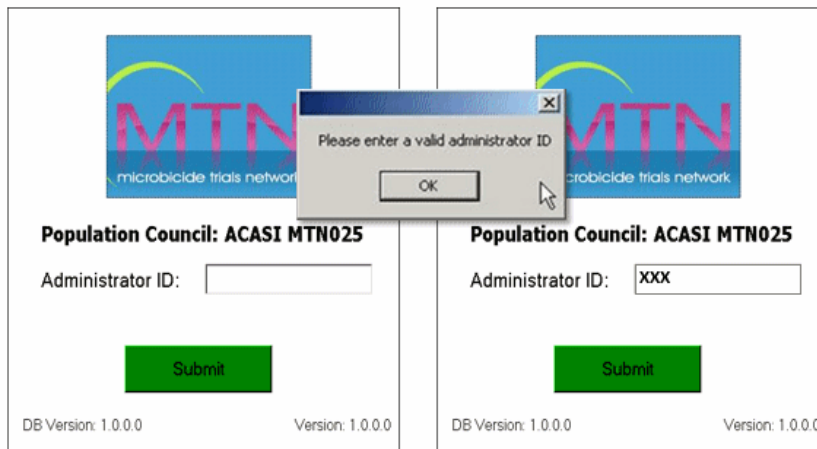 MTN
microbicide trials networ
Population Council: ACASI MTN025
Administrator ID:
Submit
DB Version: 1.0.0.0
Version: 1.0.0.0
Please enter a valid administrator ID
OK
MTN
crobicide trials network
Population Council: ACASI MTN025
Administrator ID: XXX
Submit
DB Version: 1.0.0.0
Version: 1.0.0.0